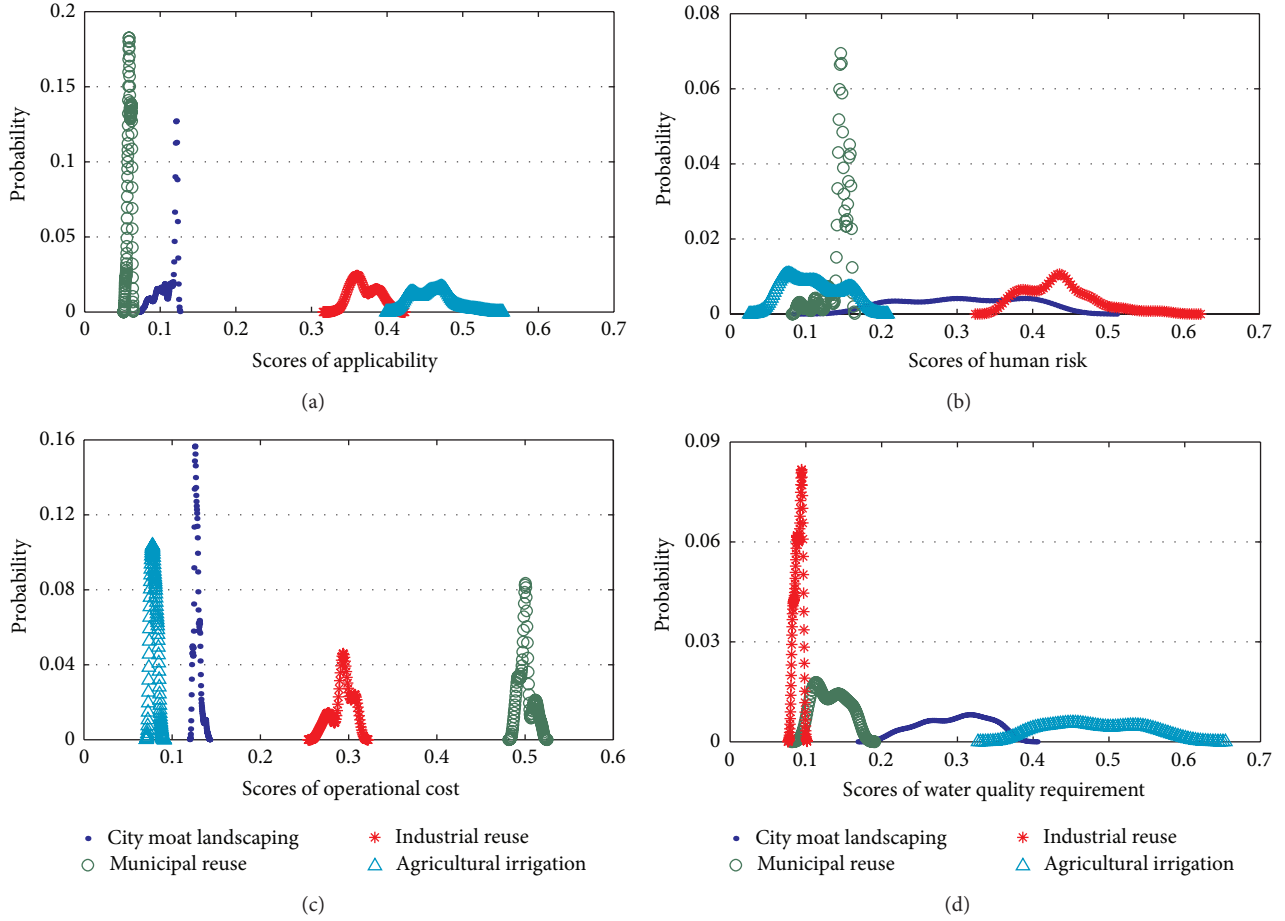 0.2
0.15
0.1
0.05
0
Probability
0 0.1 0.2 0.3 0.4 0.5 0.6 0.7
Scores of applicability
(a)
0.08
0.06
0.04
0.02
0
Probability
0 0.1 0.2 0.3 0.4 0.5 0.6 0.7
Scores of human risk
(b)
0.16
0.12
0.08
0.04
0
Probability
0 0.1 0.2 0.3 0.4 0.5 0.6
Scores of operational cost
City moat landscaping
Municipal reuse
Industrial reuse
Agricultural irrigation
(c)
0.09
0.06
0.03
0
Probability
0 0.1 0.2 0.3 0.4 0.5 0.6 0.7
Scores of water quality requirement
City moat landscaping
Municipal reuse
Industrial reuse
Agricultural irrigation
(d)